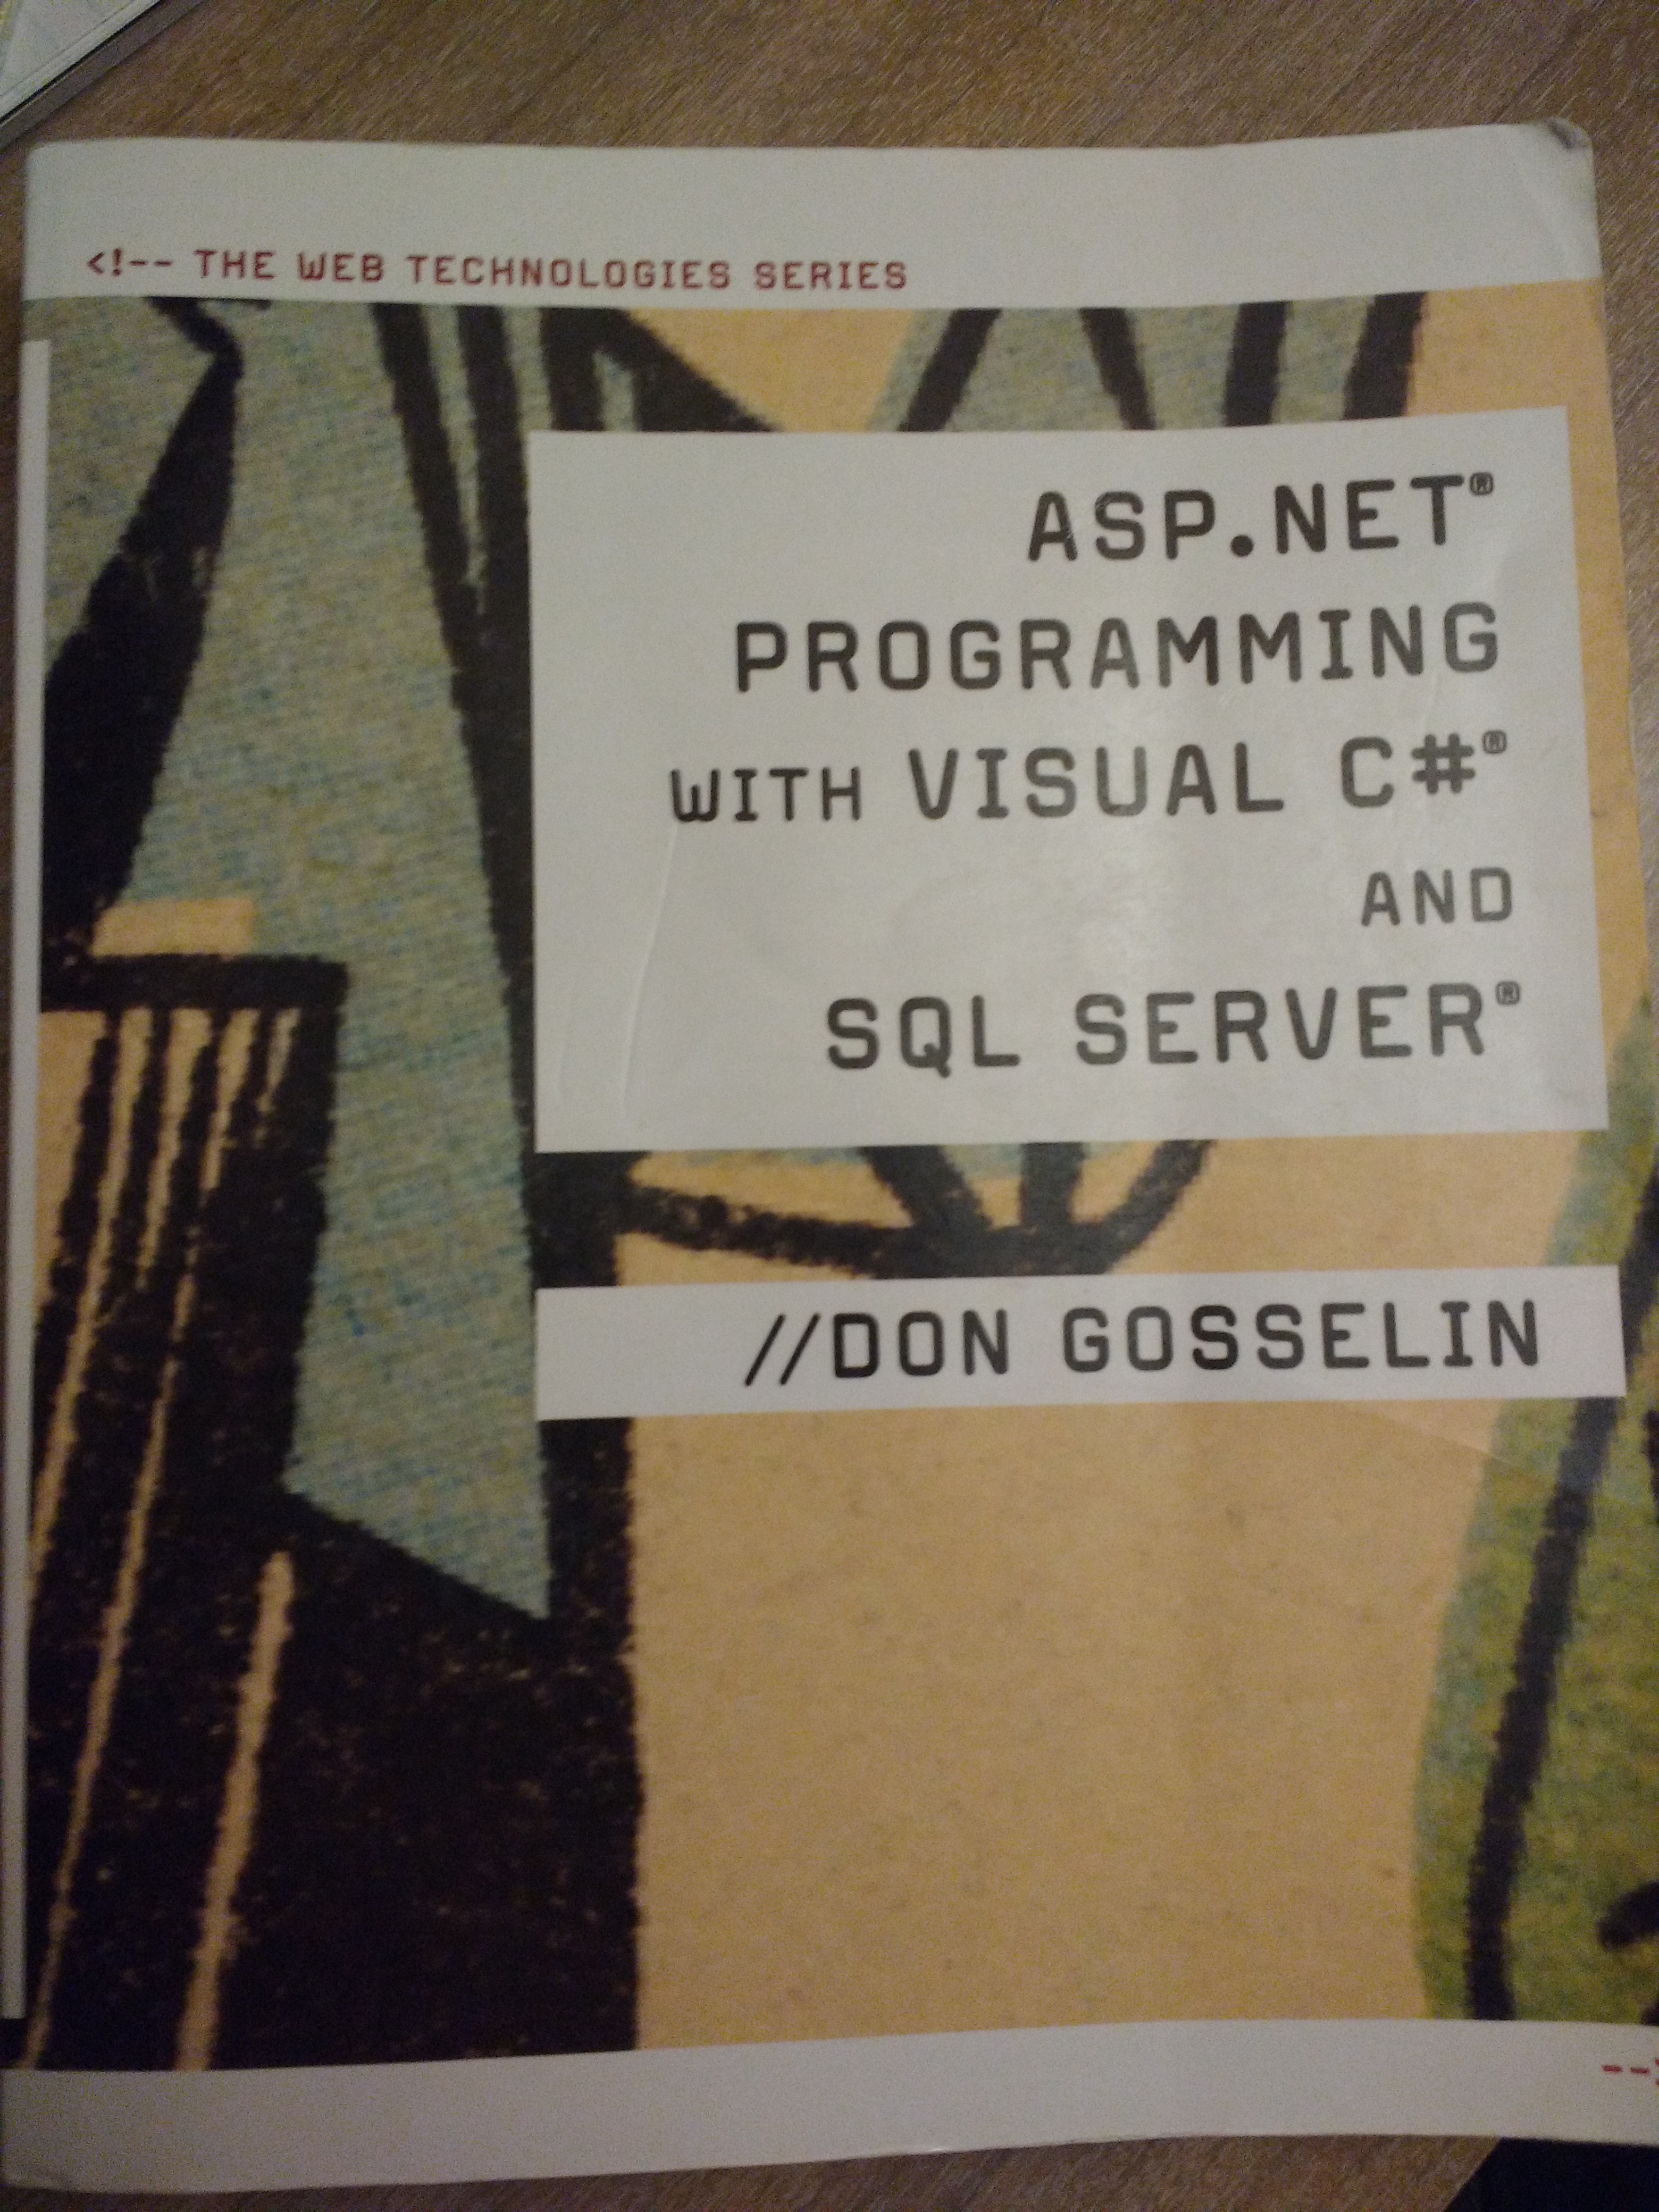 <!-- THE WEB TECHNOLOGIES SERIES
ASP.NET®
PROGRAMMING
WITH VISUAL C#®
AND
SQL SERVER®
//DON GOSSELIN
-->